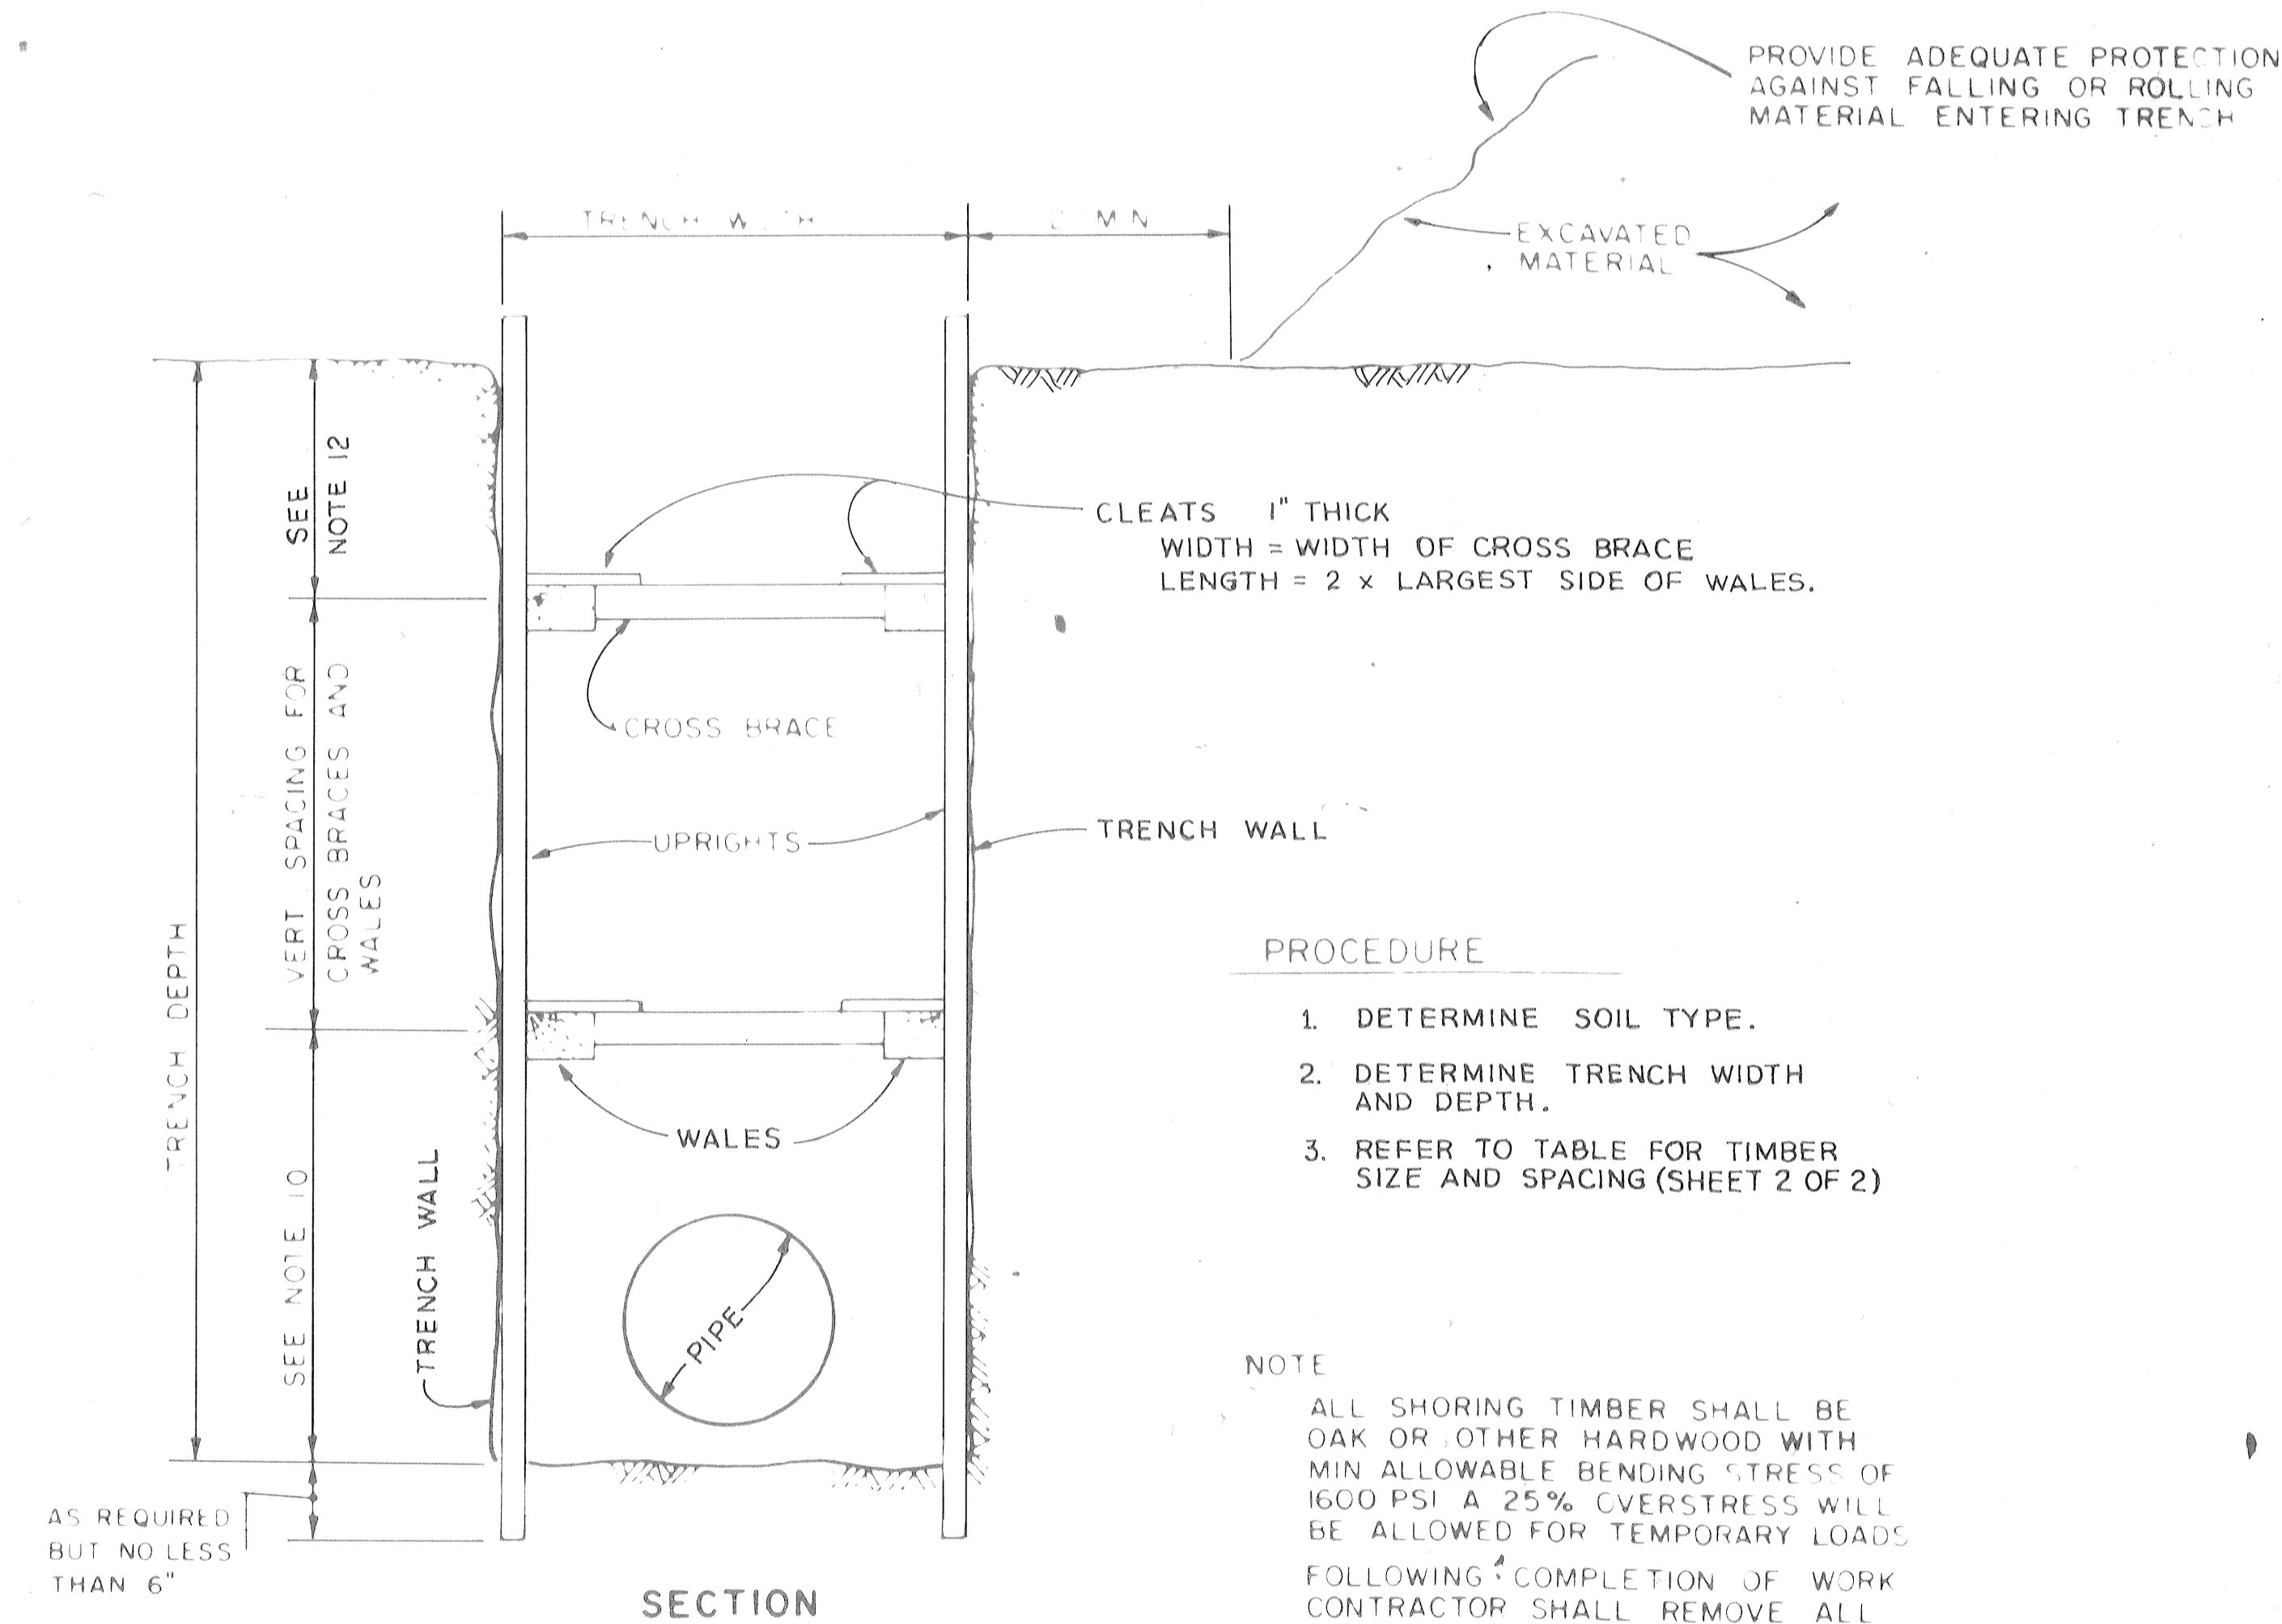 PROVIDE ADEQUATE PROTECTION
AGAINST FALLING OR ROLLING
MATERIAL ENTERING TRENCH
TRENCH WIDTH
MIN
EXCAVATED
MATERIAL
SEE
NOTE 12
CLEATS 1" THICK
WIDTH = WIDTH OF CROSS BRACE
LENGTH = 2 x LARGEST SIDE OF WALES.
VERT SPACING FOR
CROSS BRACES AND
WALES
CROSS BRACE
UPRIGHTS
TRENCH WALL
TRENCH DEPTH
PROCEDURE
1. DETERMINE SOIL TYPE.
2. DETERMINE TRENCH WIDTH
AND DEPTH.
3. REFER TO TABLE FOR TIMBER
SIZE AND SPACING (SHEET 2 OF 2)
WALES
SEE NOTE 10
TRENCH WALL
PIPE
NOTE
ALL SHORING TIMBER SHALL BE
OAK OR OTHER HARDWOOD WITH
MIN ALLOWABLE BENDING STRESS OF
1600 PSI A 25% OVERSTRESS WILL
BE ALLOWED FOR TEMPORARY LOADS
FOLLOWING COMPLETION OF WORK
CONTRACTOR SHALL REMOVE ALL
AS REQUIRED
BUT NO LESS
THAN 6"
SECTION